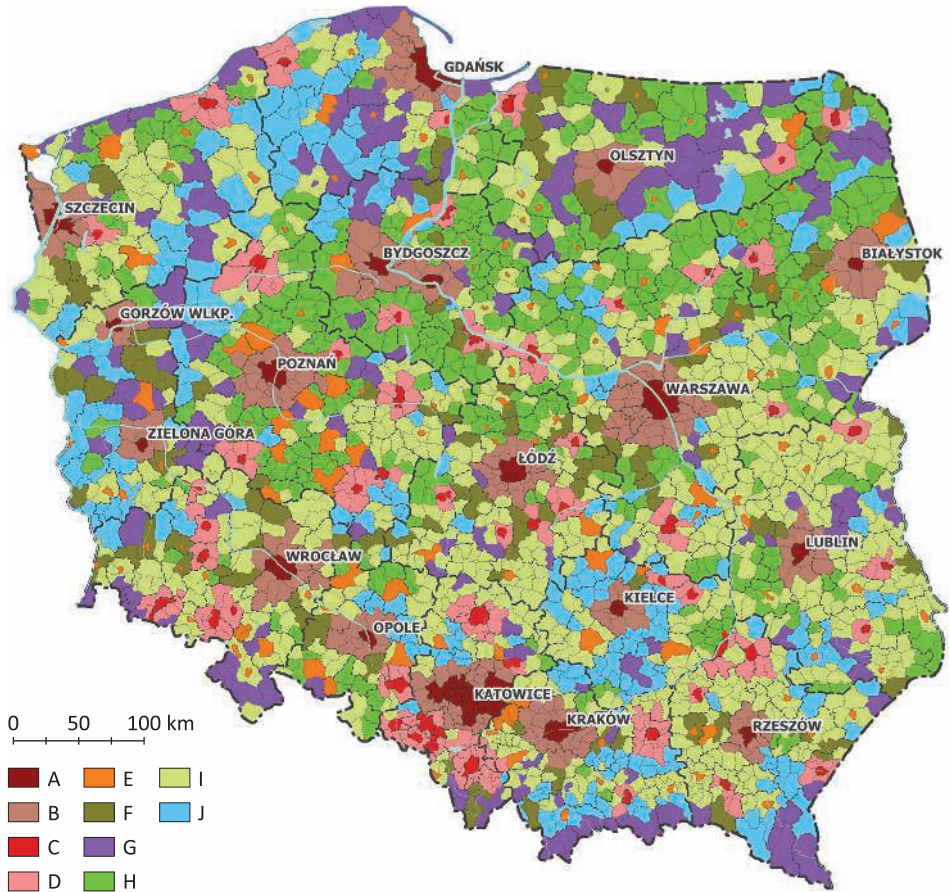 GDAŃSK
OLSZTYN
SZCZECIN
BYDGOSZCZ
BIAŁYSTOK
GORZÓW WLKP.
POZNAŃ
WARSZAWA
ZIELONA GÓRA
ŁÓDŹ
LUBLIN
WROCŁAW
KIELCE
OPOLE
KATOWICE
KRAKÓW
RZESZÓW
0 50 100 km
A E I
B F J
C G
D H